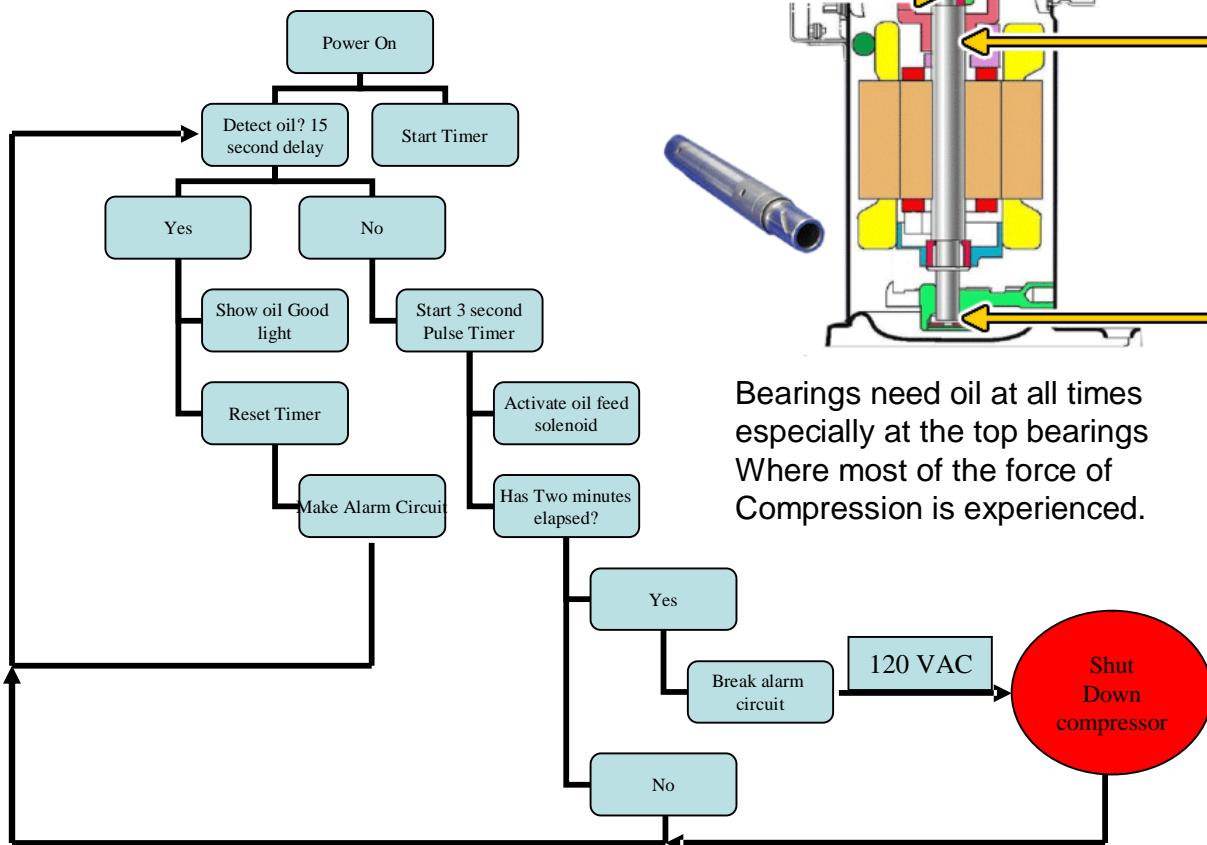 Power On
Detect oil? 15
second delay
Start Timer
Yes
No
Show oil Good
light
Start 3 second
Pulse Timer
Reset Timer
Activate oil feed
solenoid
Make Alarm Circuit
Has Two minutes
elapsed?
Bearings need oil at all times
especially at the top bearings
Where most of the force of
Compression is experienced.
Yes
Break alarm
circuit
120 VAC
Shut
Down
compressor
No